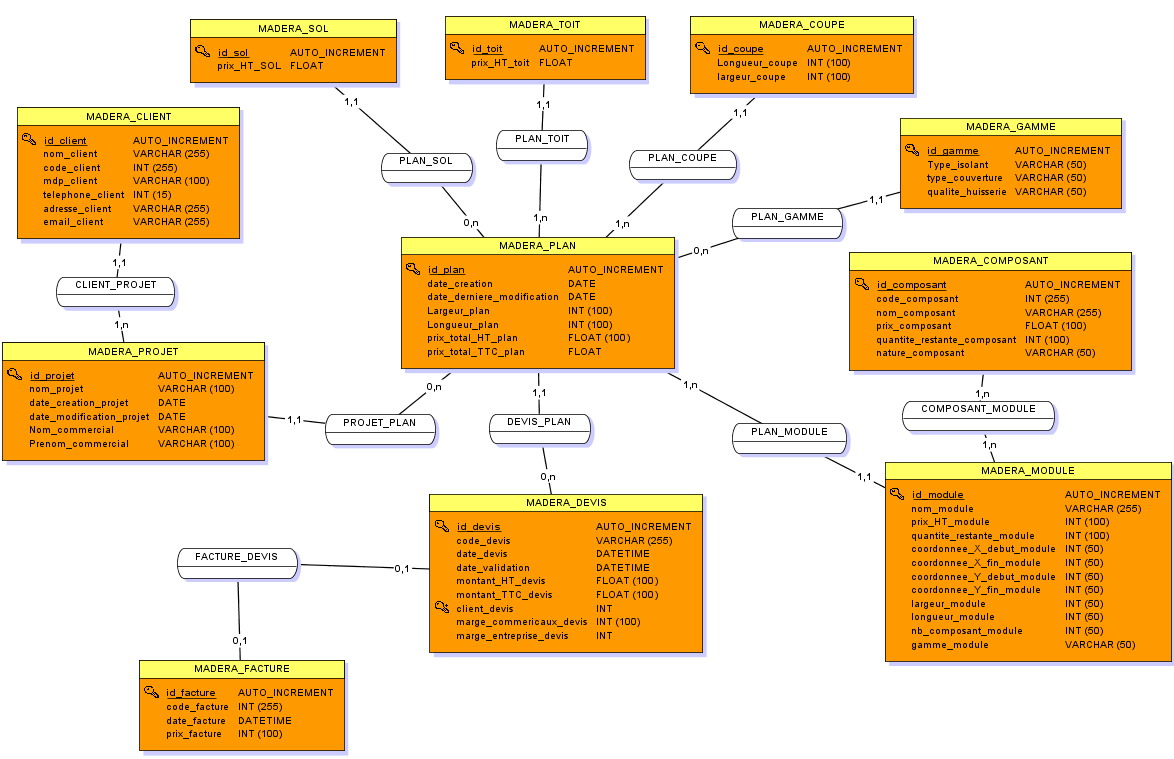 MADERA_SOL
id_sol AUTO_INCREMENT
prix_HT_SOL FLOAT
MADERA_TOIT
id_toit AUTO_INCREMENT
prix_HT_toit FLOAT
MADERA_COUPE
id_coupe AUTO_INCREMENT
Longueur_coupe INT (100)
largeur_coupe INT (100)
1,1
1,1
1,1
MADERA_CLIENT
id_client AUTO_INCREMENT
nom_client VARCHAR (255)
code_client INT (255)
mdp_client VARCHAR (100)
telephone_client INT (15)
adresse_client VARCHAR (255)
email_client VARCHAR (255)
PLAN_SOL
PLAN_TOIT
PLAN_COUPE
MADERA_GAMME
id_gamme AUTO_INCREMENT
Type_isolant VARCHAR (50)
type_couverture VARCHAR (50)
qualite_huisserie VARCHAR (50)
1,1
PLAN_GAMME
0,n
0,n
1,n
1,n
1,1
CLIENT_PROJET
1,n
MADERA_PLAN
id_plan AUTO_INCREMENT
date_creation DATE
date_derniere_modification DATE
Largeur_plan INT (100)
Longueur_plan INT (100)
prix_total_HT_plan FLOAT (100)
prix_total_TTC_plan FLOAT
MADERA_COMPOSANT
id_composant AUTO_INCREMENT
code_composant INT (255)
nom_composant VARCHAR (255)
prix_composant FLOAT (100)
quantite_restante_composant INT (100)
nature_composant VARCHAR (50)
MADERA_PROJET
id_projet AUTO_INCREMENT
nom_projet VARCHAR (100)
date_creation_projet DATE
date_modification_projet DATE
Nom_commercial VARCHAR (100)
Prenom_commercial VARCHAR (100)
1,1
PROJET_PLAN
0,n
1,1
DEVIS_PLAN
0,n
1,n
PLAN_MODULE
1,1
1,n
COMPOSANT_MODULE
1,n
MADERA_MODULE
id_module AUTO_INCREMENT
nom_module VARCHAR (255)
prix_HT_module INT (100)
quantite_restante_module INT (100)
coordonnee_X_debut_module INT (50)
coordonnee_X_fin_module INT (50)
coordonnee_Y_debut_module INT (50)
coordonnee_Y_fin_module INT (50)
largeur_module INT (50)
longueur_module INT (50)
nb_composant_module INT (50)
gamme_module VARCHAR (50)
MADERA_DEVIS
id_devis AUTO_INCREMENT
code_devis VARCHAR (255)
date_devis DATETIME
date_validation DATETIME
montant_HT_devis FLOAT (100)
montant_TTC_devis FLOAT (100)
client_devis INT
marge_commericaux_devis INT (100)
marge_entreprise_devis INT
FACTURE_DEVIS
0,1
0,1
MADERA_FACTURE
id_facture AUTO_INCREMENT
code_facture INT (255)
date_facture DATETIME
prix_facture INT (100)